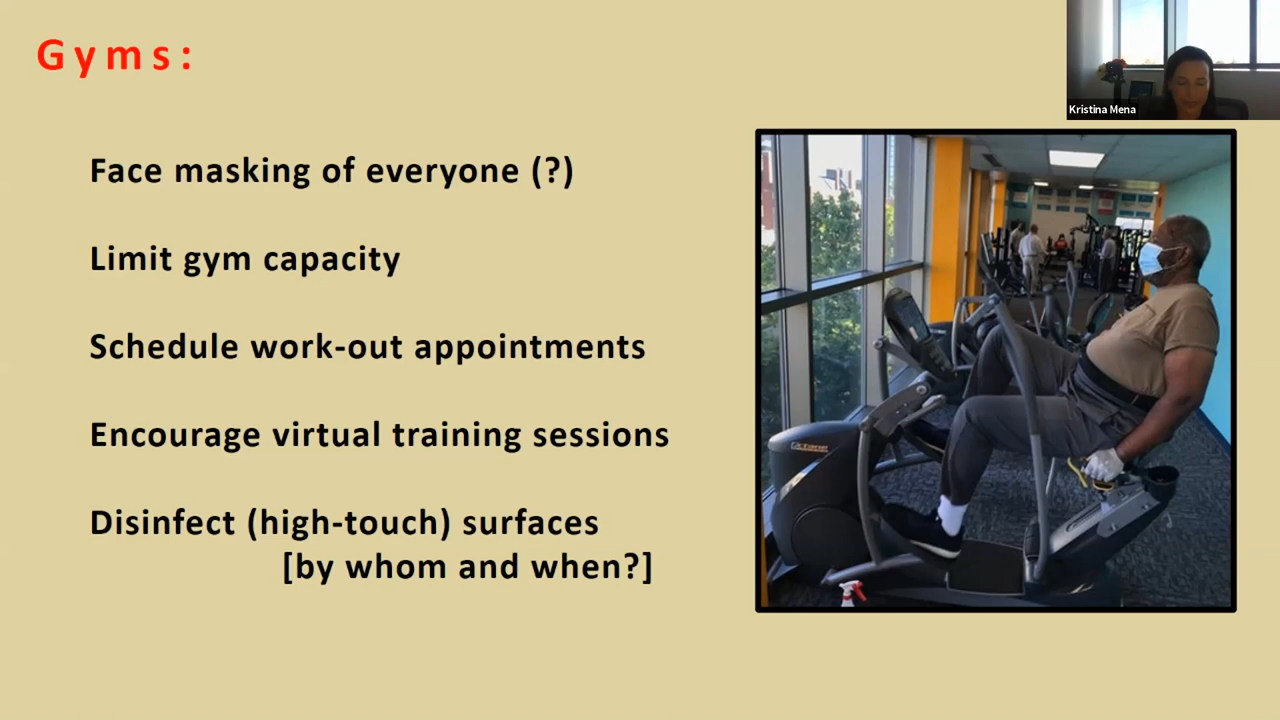 Gyms:
Kristina Mena
Face masking of everyone (?)
Limit gym capacity
Schedule work-out appointments
Encourage virtual training sessions
Disinfect (high-touch) surfaces
[by whom and when?]
Octane